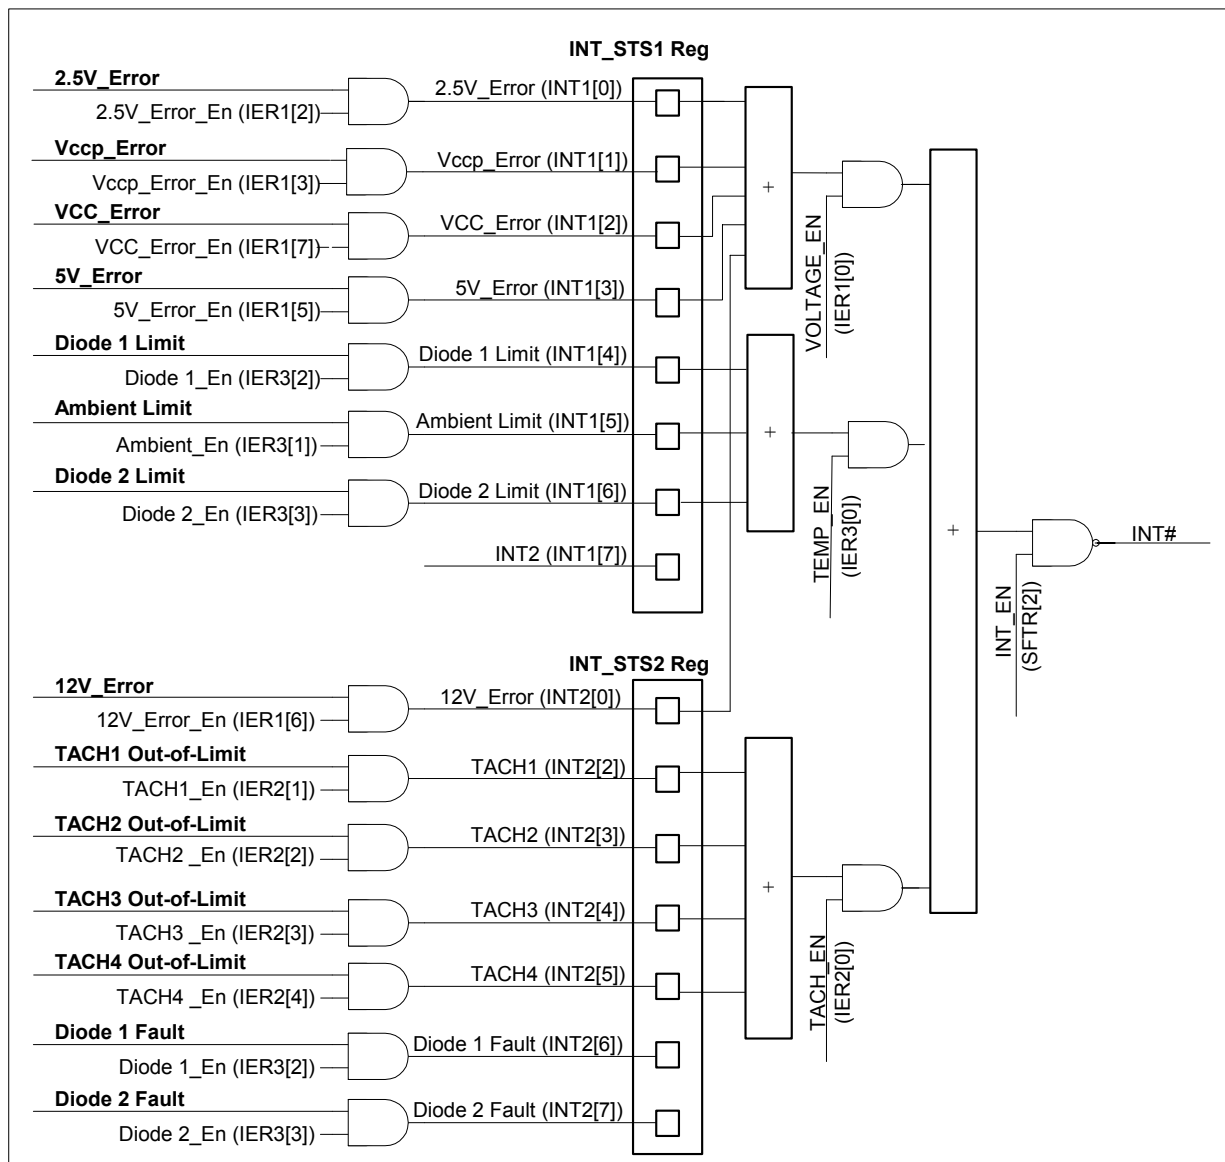 INT_STS1 Reg
2.5V_Error
2.5V_Error_En (IER1[2])
2.5V_Error (INT1[0])
Vccp_Error
Vccp_Error_En (IER1[3])
Vccp_Error (INT1[1])
VCC_Error
VCC_Error_En (IER1[7])
VCC_Error (INT1[2])
5V_Error
5V_Error_En (IER1[5])
5V_Error (INT1[3])
Diode 1 Limit
Diode 1_En (IER3[2])
Diode 1 Limit (INT1[4])
Ambient Limit
Ambient_En (IER3[1])
Ambient Limit (INT1[5])
Diode 2 Limit
Diode 2_En (IER3[3])
Diode 2 Limit (INT1[6])
INT2 (INT1[7])
+
VOLTAGE_EN
(IER1[0])
+
TEMP_EN
(IER3[0])
+
INT_EN
(SFTR[2])
INT#
INT_STS2 Reg
12V_Error
12V_Error_En (IER1[6])
12V_Error (INT2[0])
TACH1 Out-of-Limit
TACH1_En (IER2[1])
TACH1 (INT2[2])
TACH2 Out-of-Limit
TACH2 _En (IER2[2])
TACH2 (INT2[3])
TACH3 Out-of-Limit
TACH3 _En (IER2[3])
TACH3 (INT2[4])
TACH4 Out-of-Limit
TACH4 _En (IER2[4])
TACH4 (INT2[5])
Diode 1 Fault
Diode 1_En (IER3[2])
Diode 1 Fault (INT2[6])
Diode 2 Fault
Diode 2_En (IER3[3])
Diode 2 Fault (INT2[7])
+
TACH_EN
(IER2[0])